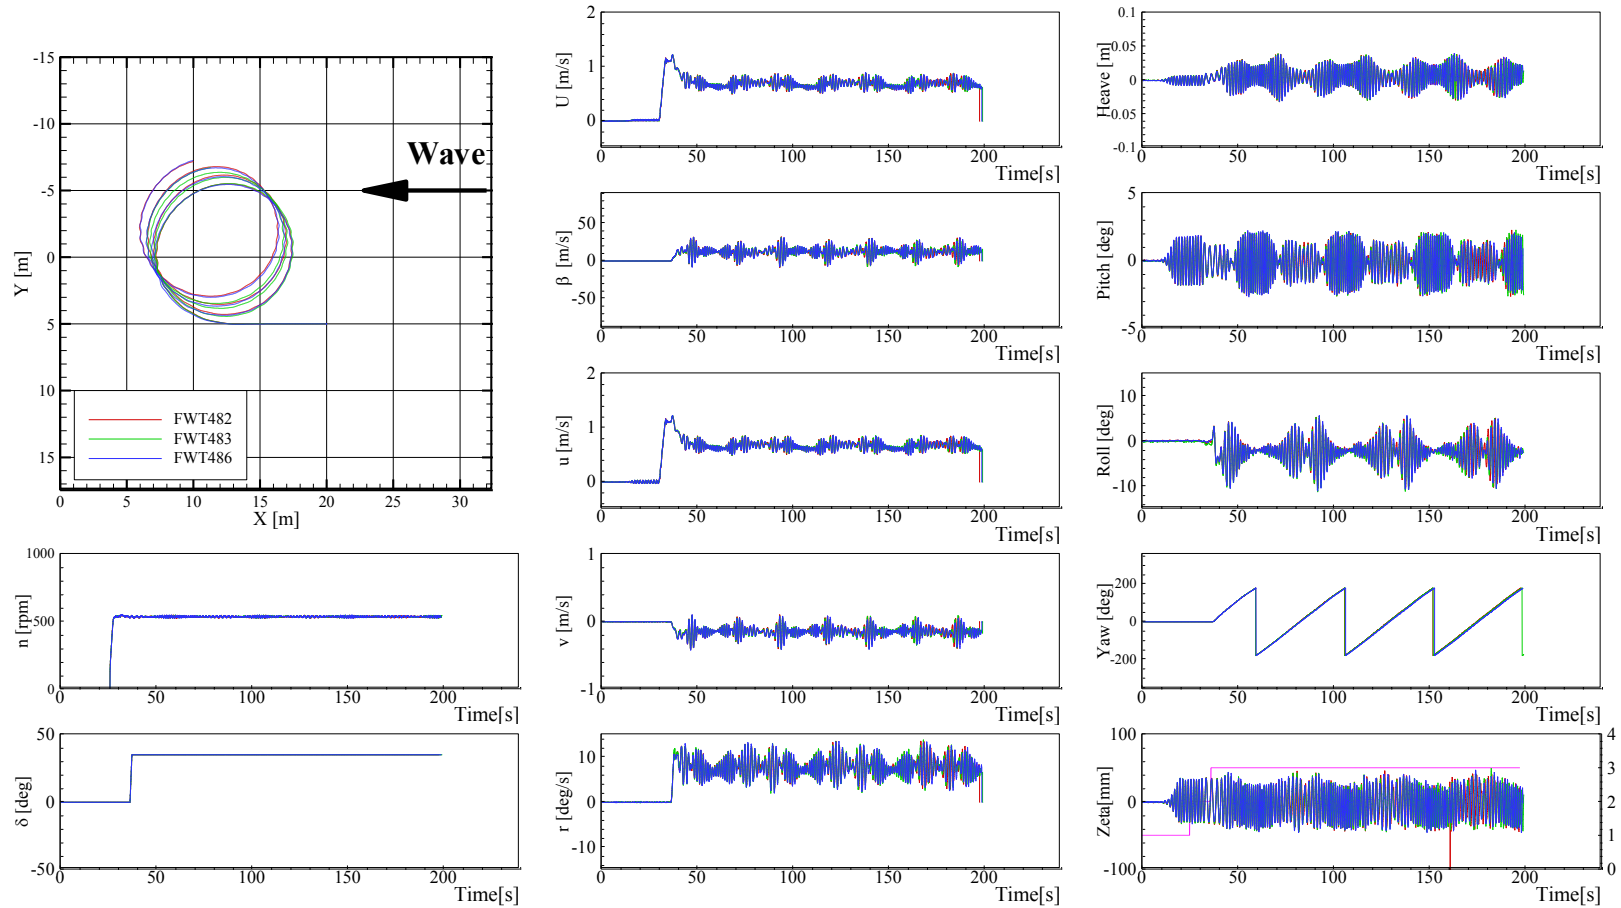 -15
-10
-5
0
5
10
15
Y [m]
Wave
FWT482
FWT483
FWT486
0 5 10 15 20 25 30
X [m]
1000
500
0
n [rpm]
0 50 100 150 200
Time[s]
50
0
-50
δ [deg]
0 50 100 150 200
Time[s]
2
1
0
U [m/s]
0 50 100 150 200
Time[s]
50
0
-50
β [m/s]
0 50 100 150 200
Time[s]
2
1
0
u [m/s]
0 50 100 150 200
Time[s]
1
0
-1
v [m/s]
0 50 100 150 200
Time[s]
10
0
-10
r [deg/s]
0 50 100 150 200
Time[s]
0.1
0.05
0
-0.05
-0.1
Heave [m]
0 50 100 150 200
Time[s]
5
0
-5
Pitch [deg]
0 50 100 150 200
Time[s]
10
0
-10
Roll [deg]
0 50 100 150 200
Time[s]
200
0
-200
Yaw [deg]
0 50 100 150 200
Time[s]
100
0
-100
Zeta[mm]
4
3
2
1
0
0 50 100 150 200
Time[s]